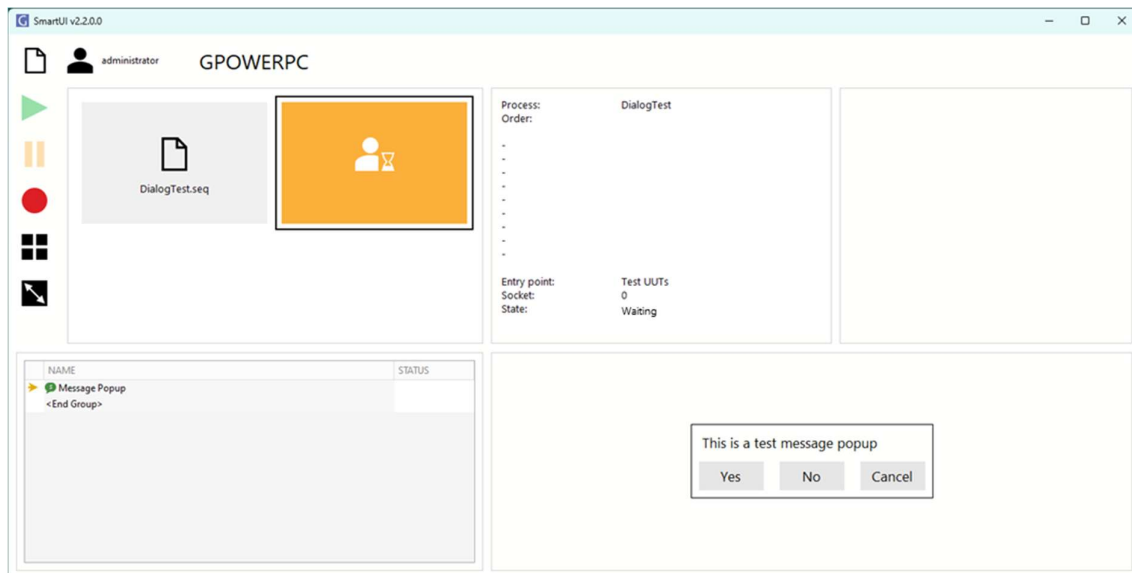 SmartUI v2.2.0.0
administrator
GPOWERPC
DialogTest.seq
Process: DialogTest
Order:
-
-
-
-
-
-
-
-
-
Entry point: Test UUTs
Socket: 0
State: Waiting
NAME STATUS
Message Popup
<End Group>
This is a test message popup
Yes No Cancel